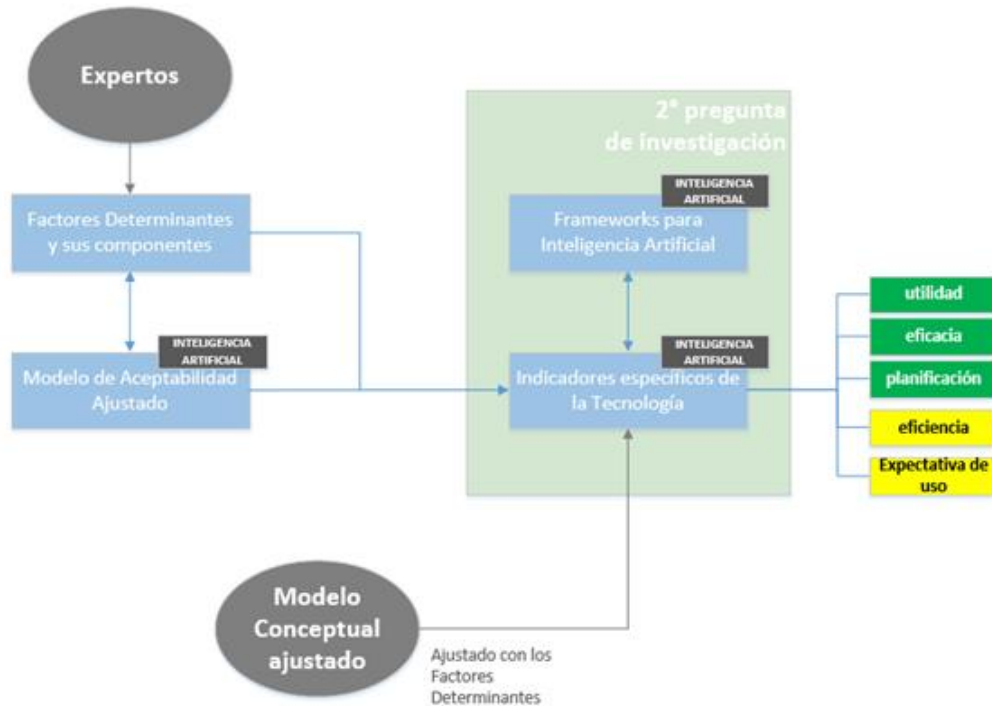 Expertos
2ª pregunta
de investigación
INTELIGENCIA
ARTIFICIAL
Factores Determinantes
y sus componentes
Frameworks para
Inteligencia Artificial
utilidad
eficacia
INTELIGENCIA
ARTIFICIAL
INTELIGENCIA
ARTIFICIAL
Modelo de Aceptabilidad
Ajustado
Indicadores específicos de
la Tecnología
planificación
eficiencia
Expectativa de
uso
Modelo
Conceptual
ajustado
Ajustado con los
Factores
Determinantes